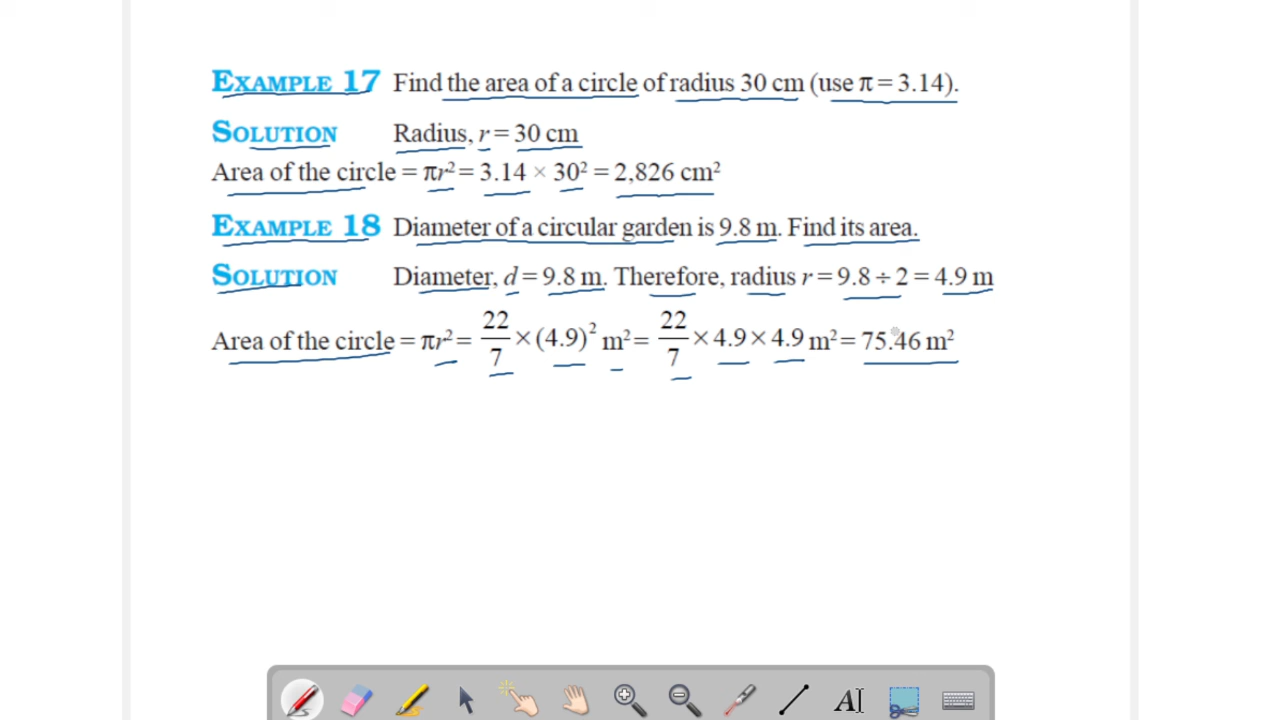 EXAMPLE 17 Find the area of a circle of radius 30 cm (use π = 3.14).
SOLUTION Radius, r = 30 cm
Area of the circle = πr² = 3.14 × 30² = 2,826 cm²
EXAMPLE 18 Diameter of a circular garden is 9.8 m. Find its area.
SOLUTION Diameter, d = 9.8 m. Therefore, radius r = 9.8 ÷ 2 = 4.9 m
Area of the circle = πr² = 22/7 × (4.9)² m² = 22/7 × 4.9 × 4.9 m² = 75.46 m²